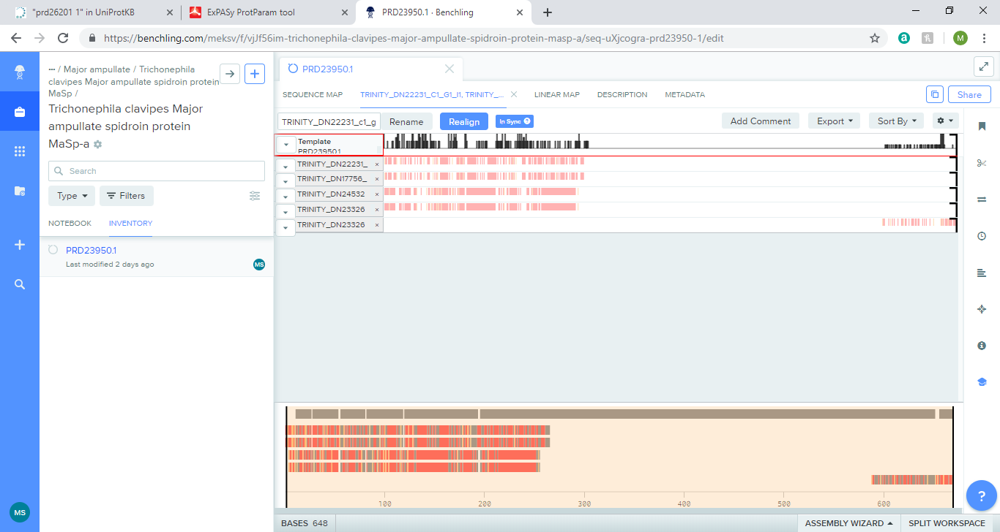 "prd26201 1" in UniProtKB
ExPASy ProtParam tool
PRD23950.1 · Benchling
https://benchling.com/meksv/f/vjJf56im-trichonephila-clavipes-major-ampullate-spidroin-protein-masp-a/seq-uXjcogra-prd23950-1/edit
a
M
··· / Major ampullate / Trichonephila
clavipes Major ampullate spidroin protein
MaSp /
Trichonephila clavipes Major
ampullate spidroin protein
MaSp-a
Search
Type
Filters
NOTEBOOK INVENTORY
PRD23950.1
Last modified 2 days ago
MS
MS
PRD23950.1
SEQUENCE MAP TRINITY_DN22231_C1_G1_I1, TRINITY_... LINEAR MAP DESCRIPTION METADATA
Share
TRINITY_DN22231_c1_g Rename Realign In Sync Add Comment Export Sort By
Template
PRD23950.1
TRINITY_DN22231_
TRINITY_DN17756_
TRINITY_DN24532
TRINITY_DN23326
TRINITY_DN23326
100 200 300 400 500 600
?
BASES 648
ASSEMBLY WIZARD SPLIT WORKSPACE